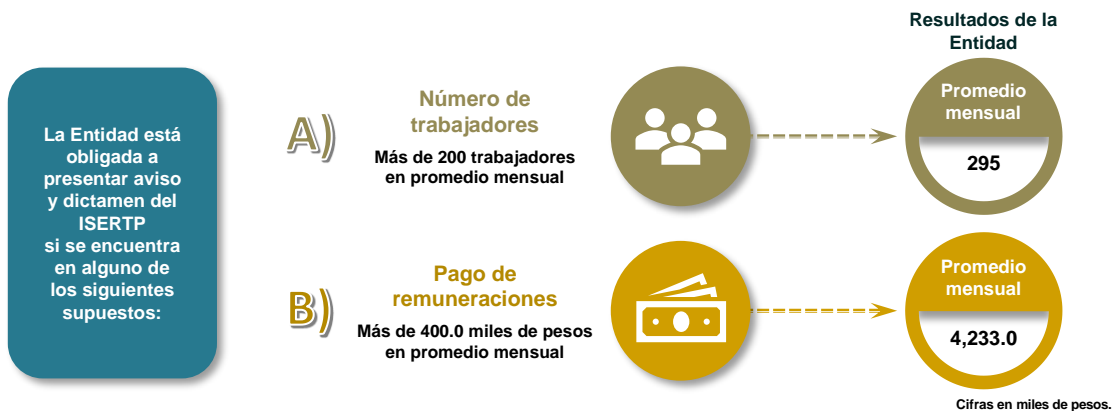 La Entidad está
obligada a
presentar aviso
y dictamen del
ISERTP
si se encuentra
en alguno de
los siguientes
supuestos:
A)
Número de
trabajadores
Más de 200 trabajadores
en promedio mensual
Resultados de la
Entidad
Promedio
mensual
295
B)
Pago de
remuneraciones
Más de 400.0 miles de pesos
en promedio mensual
Promedio
mensual
4,233.0
Cifras en miles de pesos.